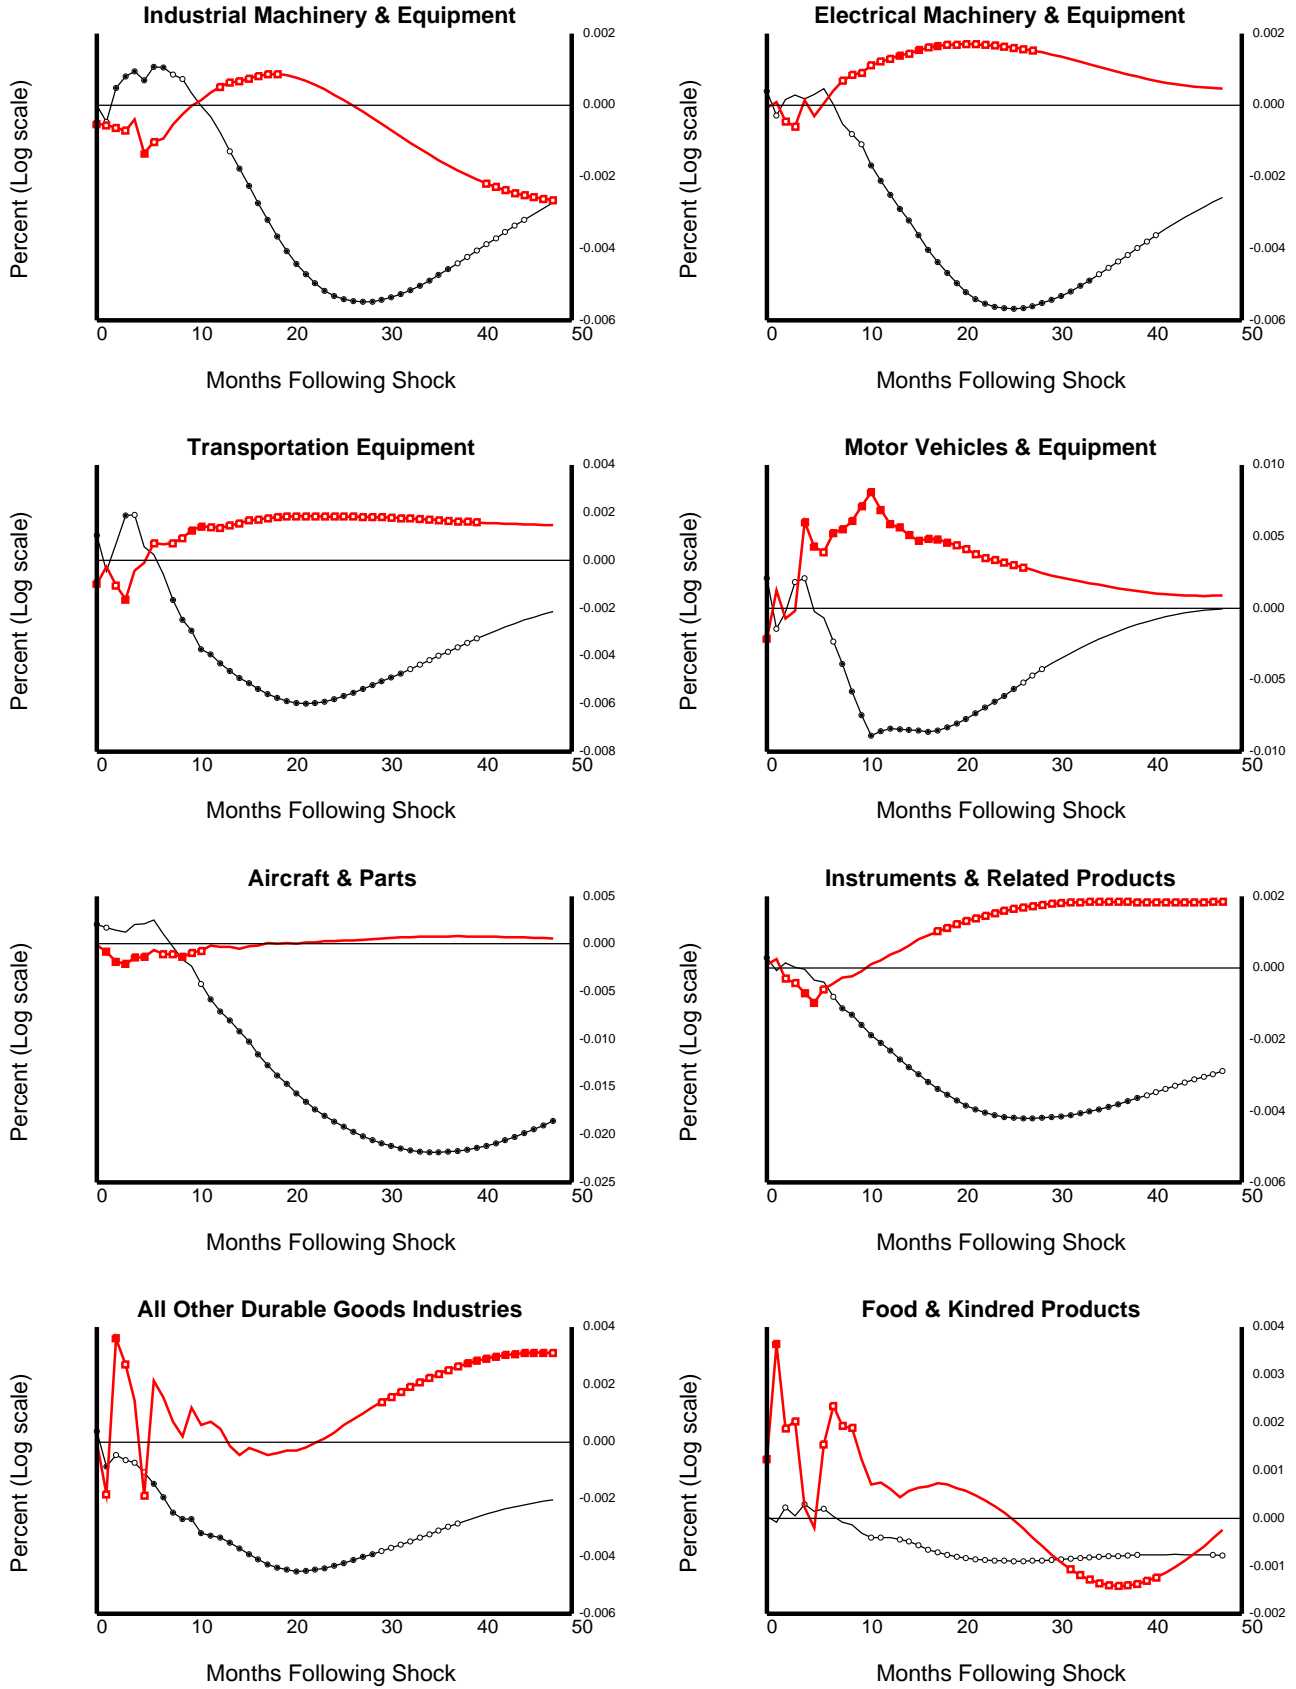 Industrial Machinery & Equipment
Percent (Log scale)
0.002
0.000
-0.002
-0.004
-0.006
0 10 20 30 40 50
Months Following Shock
Electrical Machinery & Equipment
Percent (Log scale)
0.002
0.000
-0.002
-0.004
-0.006
0 10 20 30 40 50
Months Following Shock
Transportation Equipment
Percent (Log scale)
0.004
0.002
0.000
-0.002
-0.004
-0.006
-0.008
0 10 20 30 40 50
Months Following Shock
Motor Vehicles & Equipment
Percent (Log scale)
0.010
0.005
0.000
-0.005
-0.010
0 10 20 30 40 50
Months Following Shock
Aircraft & Parts
Percent (Log scale)
0.005
0.000
-0.005
-0.010
-0.015
-0.020
-0.025
0 10 20 30 40 50
Months Following Shock
Instruments & Related Products
Percent (Log scale)
0.002
0.000
-0.002
-0.004
-0.006
0 10 20 30 40 50
Months Following Shock
All Other Durable Goods Industries
Percent (Log scale)
0.004
0.002
0.000
-0.002
-0.004
-0.006
0 10 20 30 40 50
Months Following Shock
Food & Kindred Products
Percent (Log scale)
0.004
0.003
0.002
0.001
0.000
-0.001
-0.002
0 10 20 30 40 50
Months Following Shock